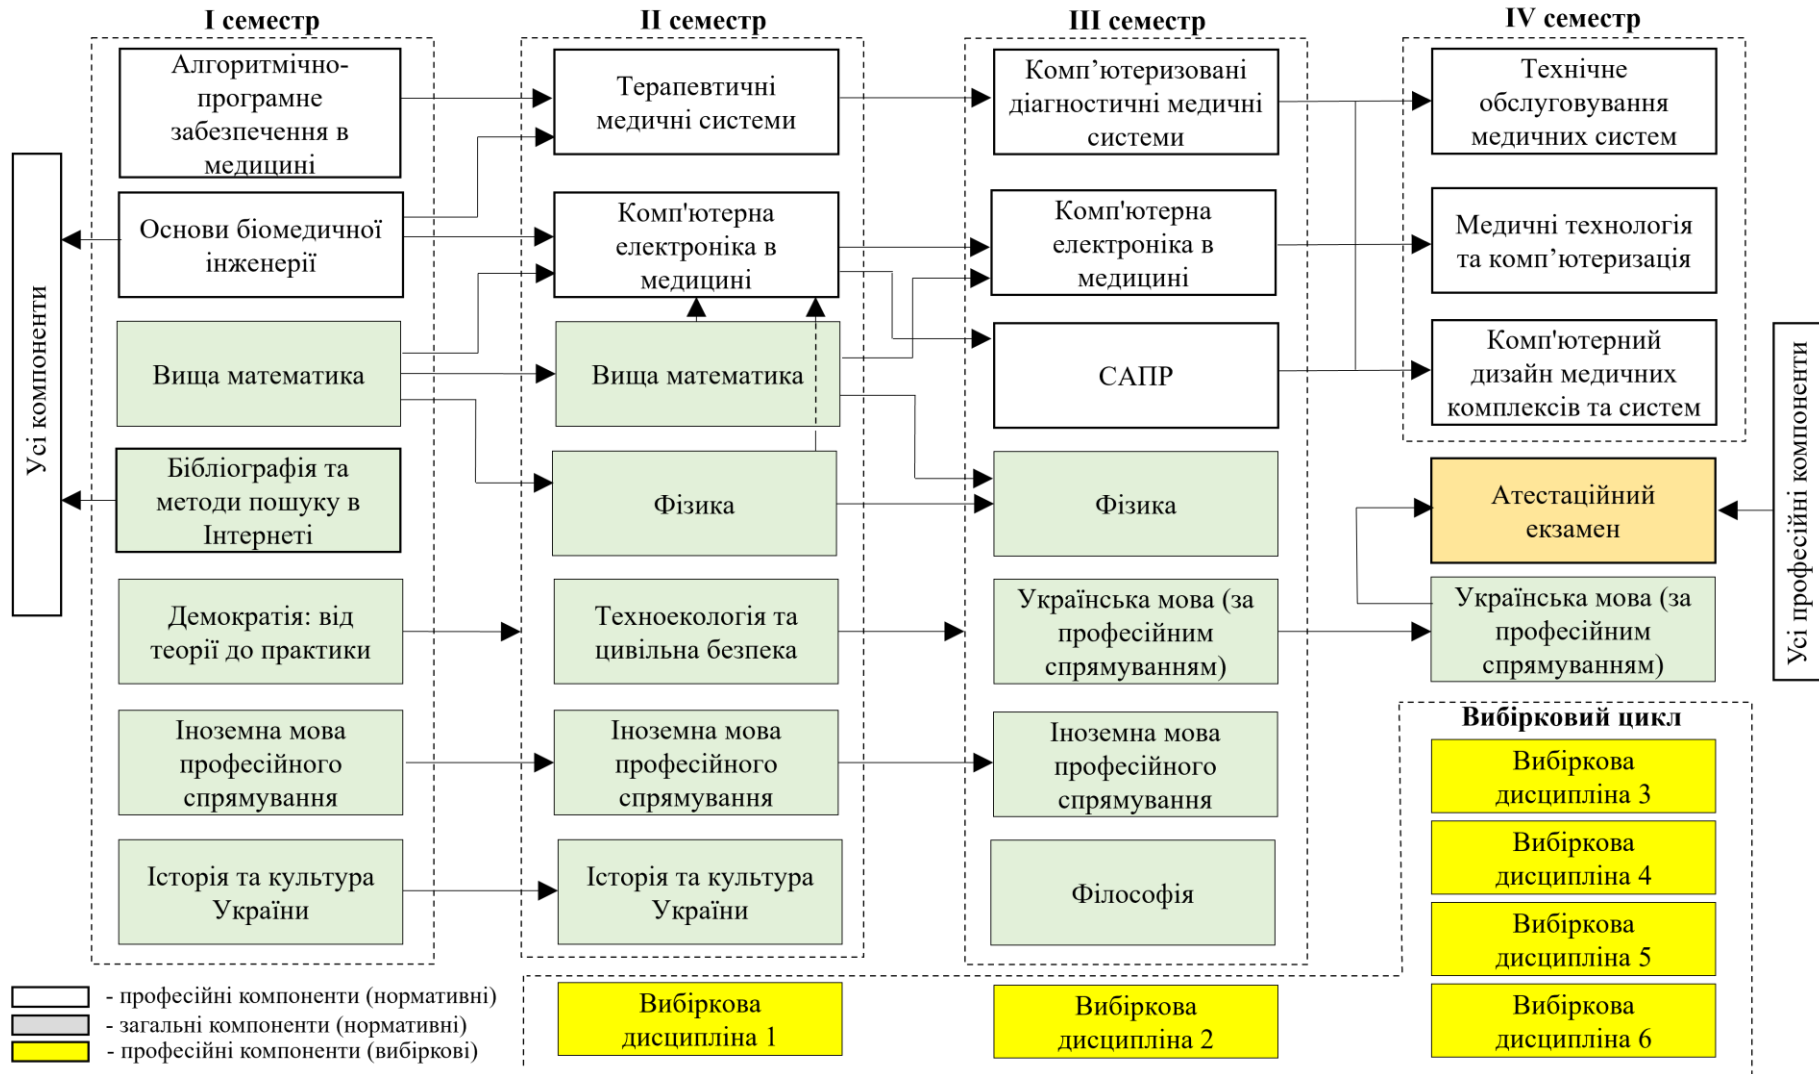 I семестр
Алгоритмічно-
програмне
забезпечення в
медицині
Основи біомедичної
інженерії
Вища математика
Бібліографія та
методи пошуку в
Інтернеті
Демократія: від
теорії до практики
Іноземна мова
професійного
спрямування
Історія та культура
України
Усі компоненти
II семестр
Терапевтичні
медичні системи
Комп'ютерна
електроніка в
медицині
Вища математика
Фізика
Техноекологія та
цивільна безпека
Іноземна мова
професійного
спрямування
Історія та культура
України
III семестр
Комп’ютеризовані
діагностичні медичні
системи
Комп'ютерна
електроніка в
медицині
САПР
Фізика
Українська мова (за
професійним
спрямуванням)
Іноземна мова
професійного
спрямування
Філософія
IV семестр
Технічне
обслуговування
медичних систем
Медичні технологія
та комп’ютеризація
Комп'ютерний
дизайн медичних
комплексів та систем
Атестаційний
екзамен
Українська мова (за
професійним
спрямуванням)
Усі професійні компоненти
Вибірковий цикл
Вибіркова
дисципліна 3
Вибіркова
дисципліна 4
Вибіркова
дисципліна 5
Вибіркова
дисципліна 6
Вибіркова
дисципліна 1
Вибіркова
дисципліна 2
- професійні компоненти (нормативні)
- загальні компоненти (нормативні)
- професійні компоненти (вибіркові)